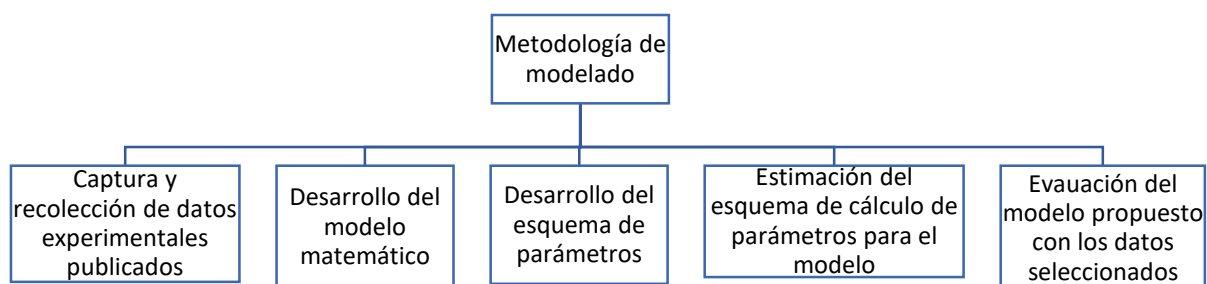 Metodología de
modelado
Captura y
recolección de datos
experimentales
publicados
Desarrollo del
modelo
matemático
Desarrollo del
esquema de
parámetros
Estimación del
esquema de cálculo de
parámetros para el
modelo
Evauación del
modelo propuesto
con los datos
seleccionados